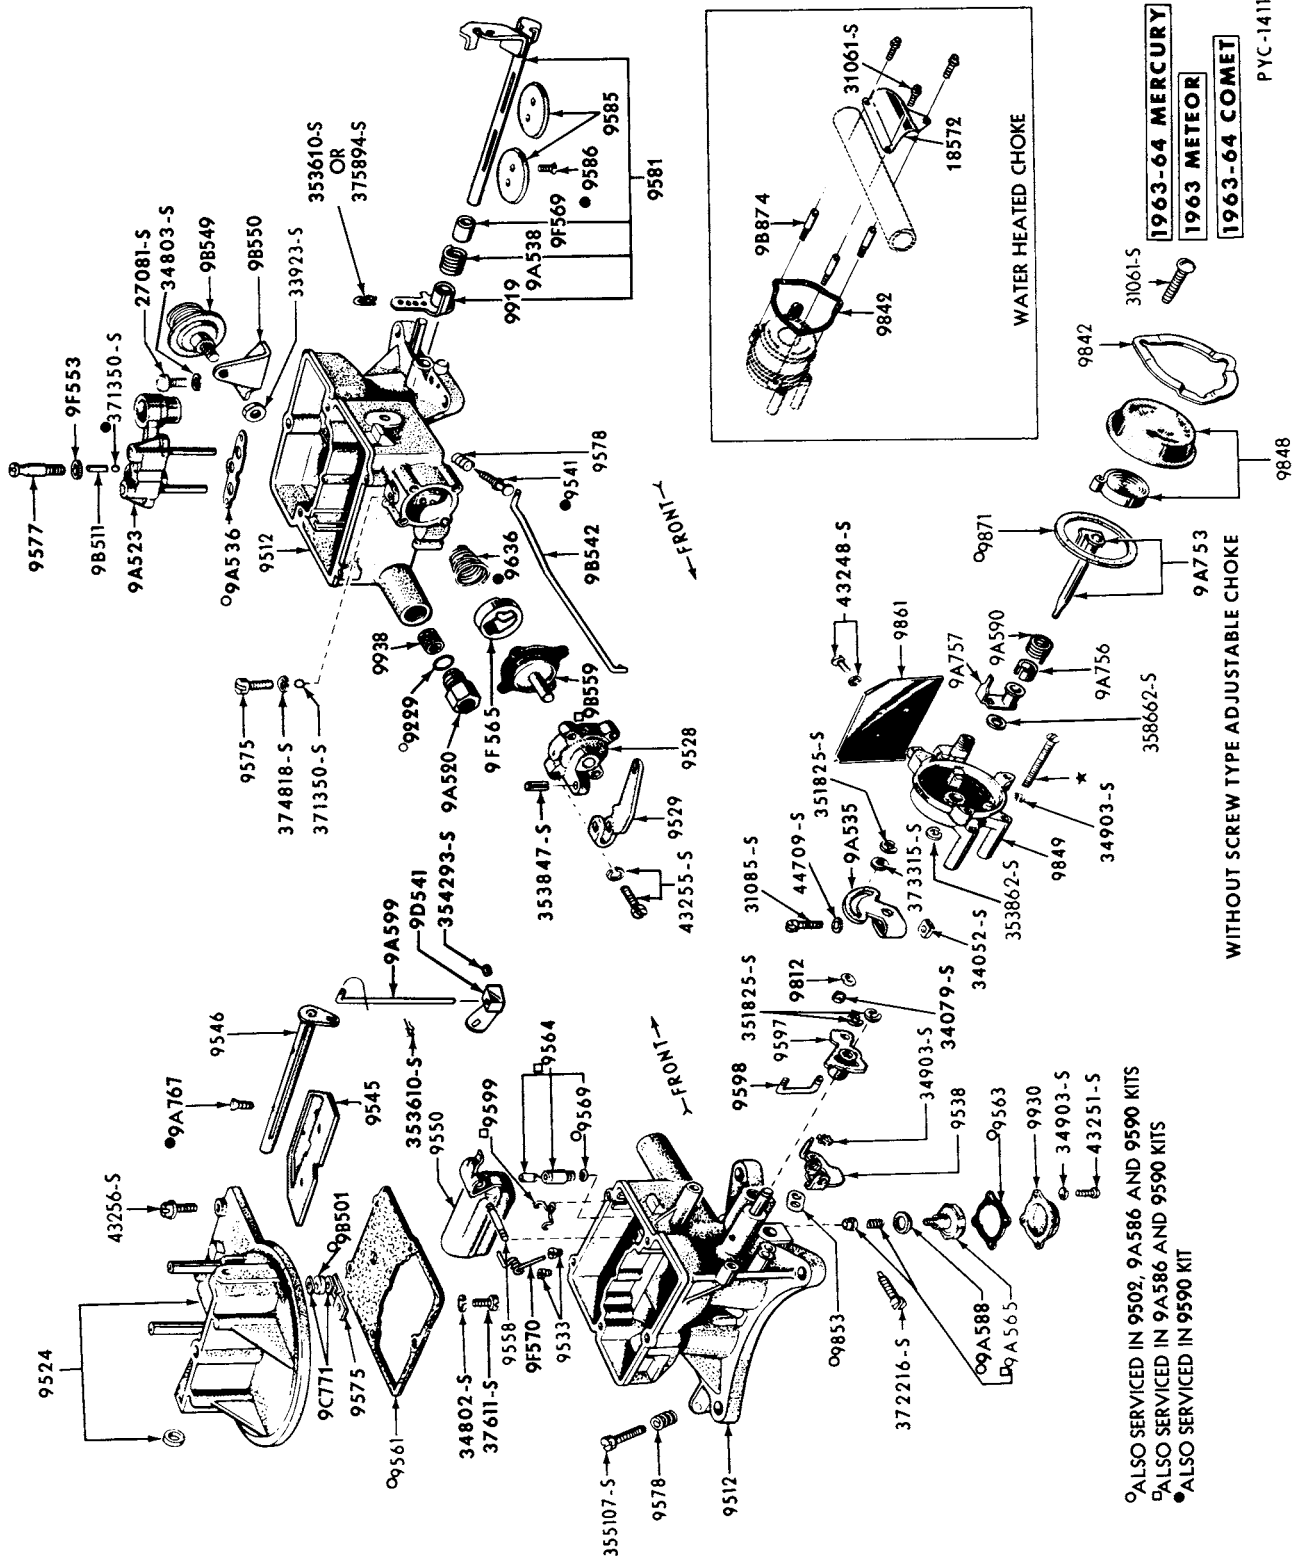 9524
43256-S
●9A767
9546
9545
○9B501
9C771
9575
○9561
34802-S
37611-S
9558
9F570
9533
353610-S
9550
□9599
□9564
○9569
9A599
9D541
354293-S
355107-S
9578
9512
372216-S
○9853
○9A588
□9A565
9538
○9563
9930
34903-S
43251-S
34903-S
9598
9597
351825-S
9812
34079-S
FRONT
31085-S
44709-S
9A535
351825-S
373315-S
34052-S
353862-S
9849
34903-S
★
358662-S
9A756
9A590
9A757
9861
43248-S
○9871
9A753
9848
9842
31061-S
WITHOUT SCREW TYPE ADJUSTABLE CHOKE
9577
9F553
9B511
●371350-S
9A523
27081-S
34803-S
9B549
9B550
33923-S
○9A536
9512
353610-S
OR
375894-S
9585
●9586
9581
9F569
9A538
9919
9578
●9541
9B542
●9636
9938
○9229
9A520
9F565
□9B559
9528
9529
353847-S
43255-S
9575
374818-S
371350-S
FRONT
9B874
9842
31061-S
18572
WATER HEATED CHOKE
1963-64 MERCURY
1963 METEOR
1963-64 COMET
PYC-1411
○ALSO SERVICED IN 9502, 9A586 AND 9590 KITS
□ALSO SERVICED IN 9A586 AND 9590 KITS
●ALSO SERVICED IN 9590 KIT